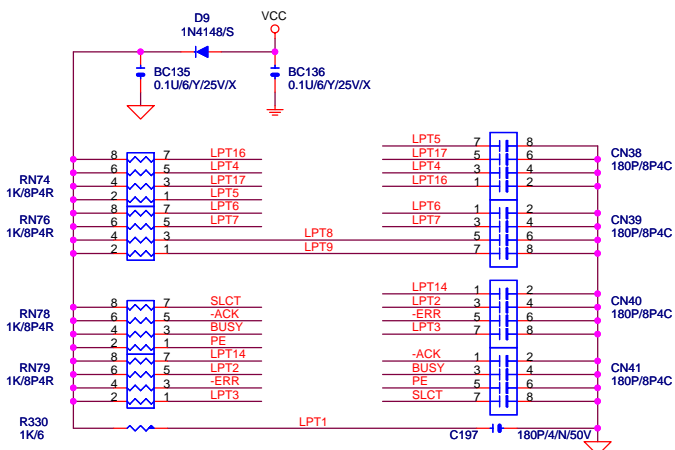 D9
1N4148/S
VCC
BC135
0.1U/6/Y/25V/X
BC136
0.1U/6/Y/25V/X
RN74
1K/8P4R
8 7 LPT16
6 5 LPT4
4 3 LPT17
2 1 LPT5
RN76
1K/8P4R
8 7 LPT6
6 5 LPT7
4 3 LPT8
2 1 LPT9
LPT5 7 8
LPT17 5 6
LPT4 3 4
LPT16 1 2
CN38
180P/8P4C
LPT6 1 2
LPT7 3 4
5 6
7 8
CN39
180P/8P4C
RN78
1K/8P4R
8 7 SLCT
6 5 -ACK
4 3 BUSY
2 1 PE
RN79
1K/8P4R
8 7 LPT14
6 5 LPT2
4 3 -ERR
2 1 LPT3
LPT14 1 2
LPT2 3 4
-ERR 5 6
LPT3 7 8
CN40
180P/8P4C
-ACK 1 2
BUSY 3 4
PE 5 6
SLCT 7 8
CN41
180P/8P4C
R330
1K/6
LPT1
C197
180P/4/N/50V